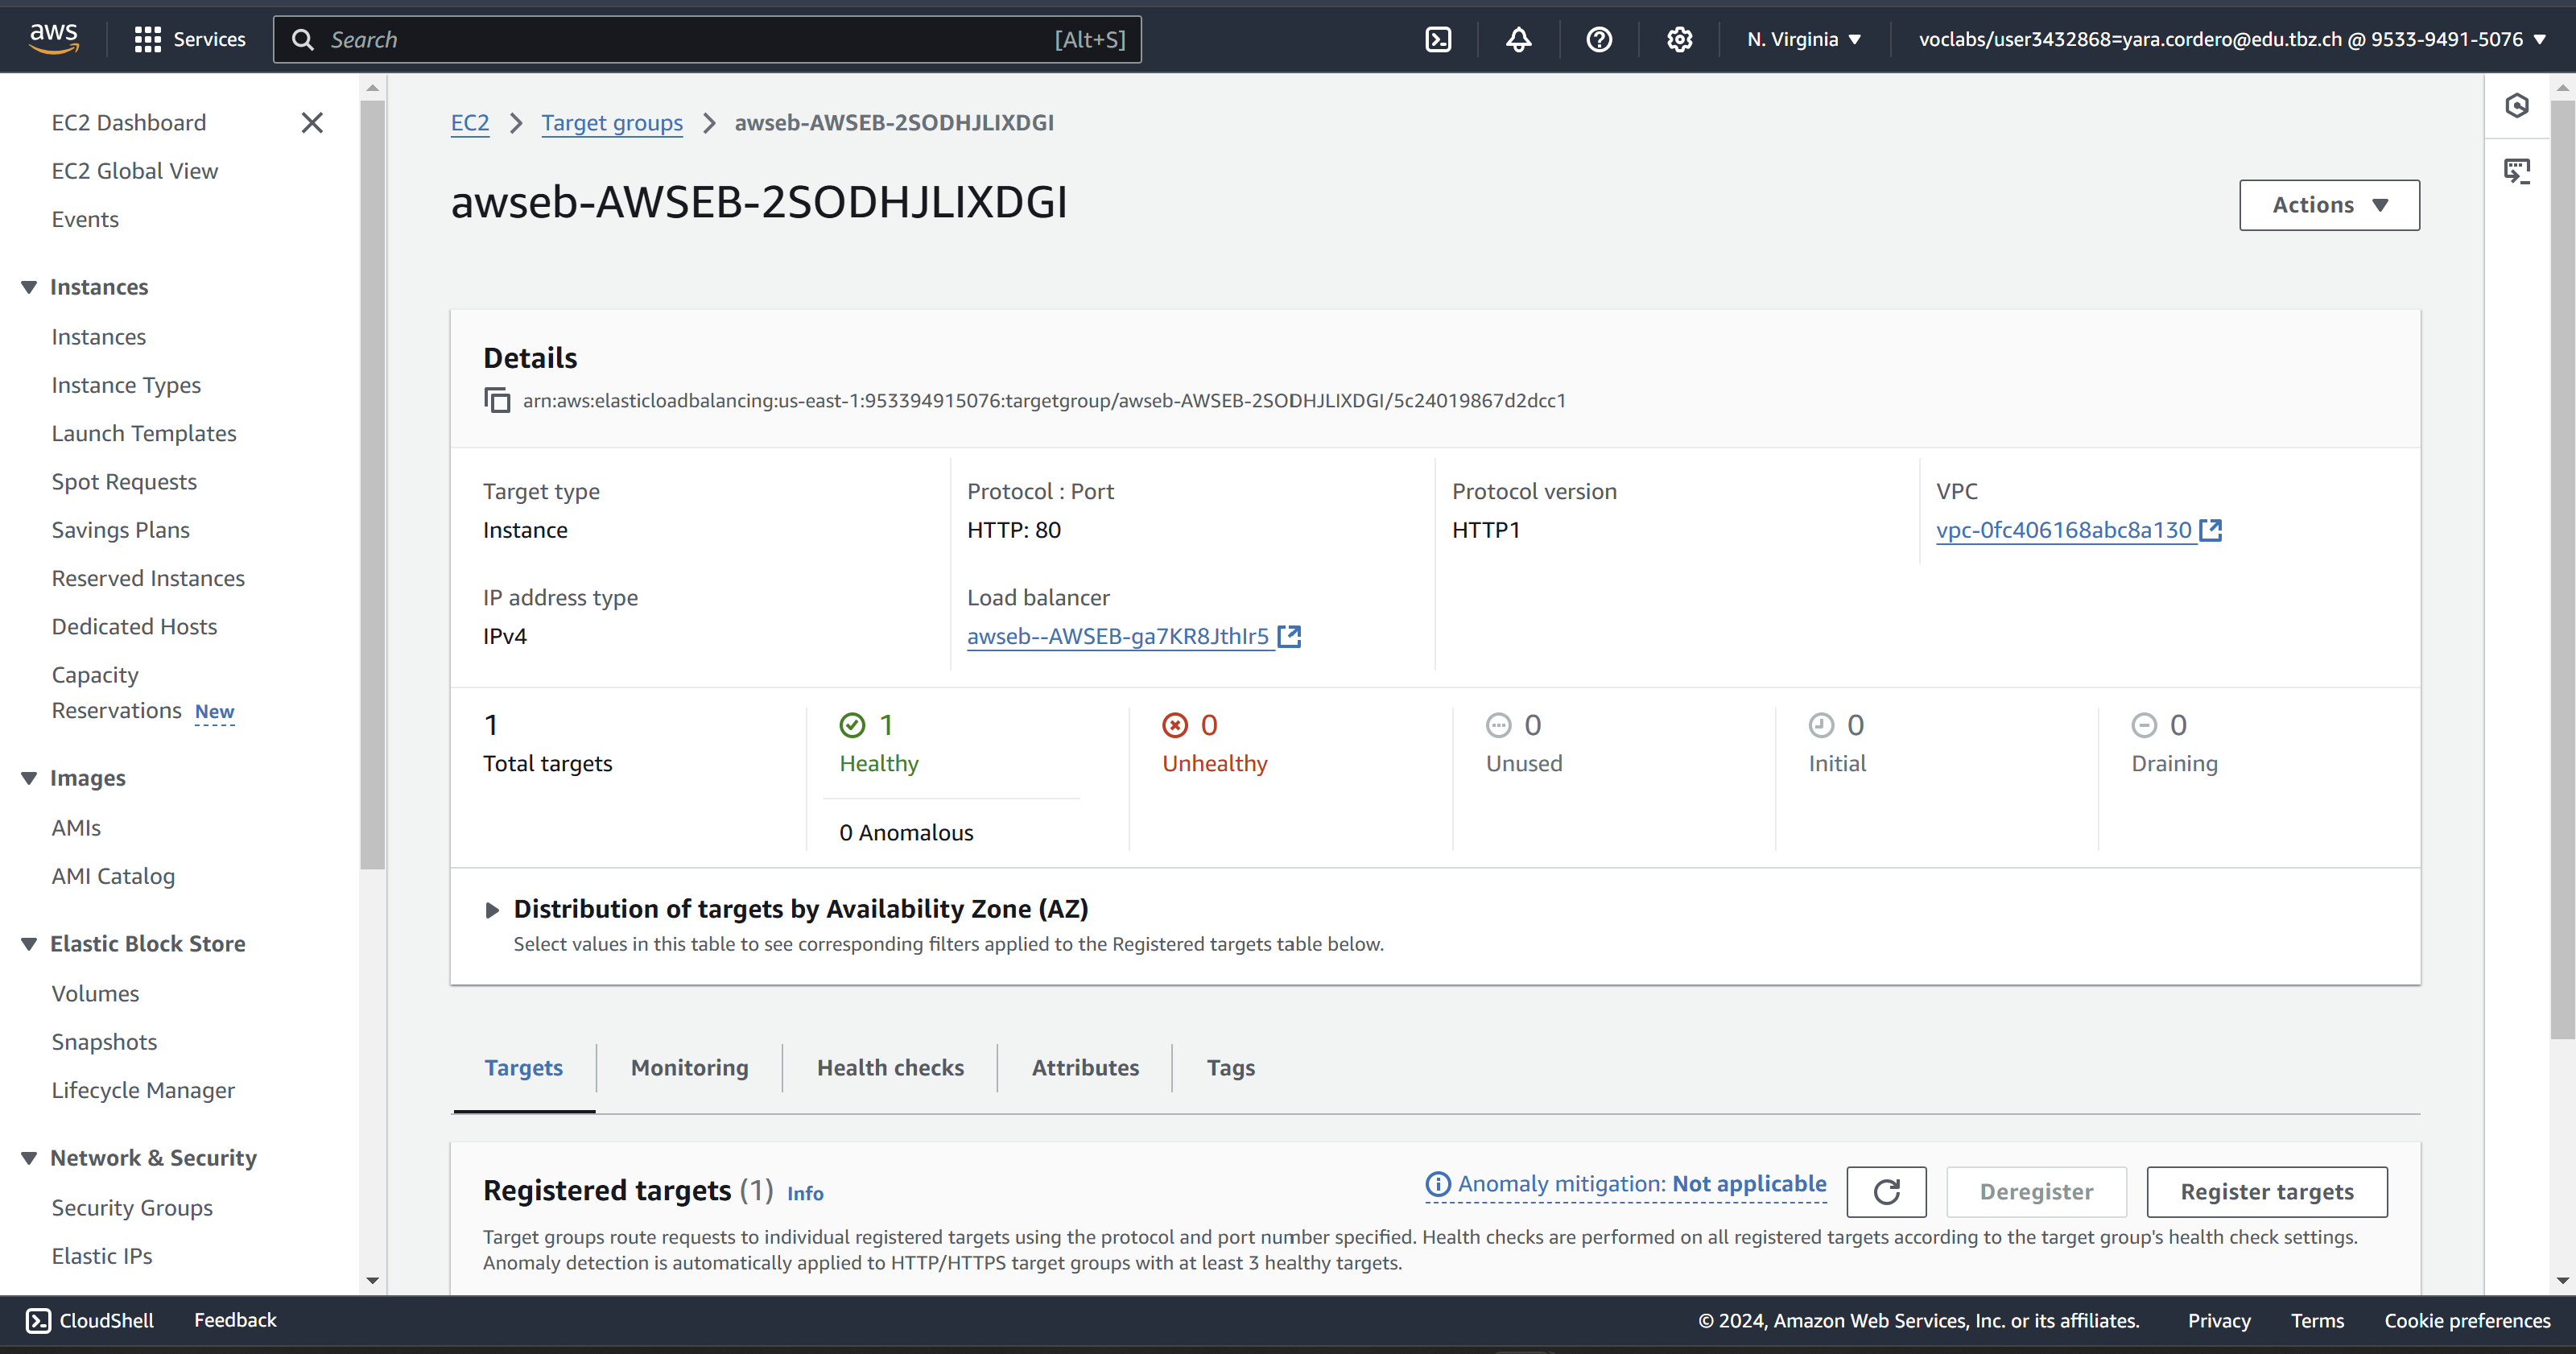 aws
Services
Search [Alt+S]
N. Virginia
voclabs/user3432868=yara.cordero@edu.tbz.ch @ 9533-9491-5076
EC2 Dashboard
EC2 Global View
Events
Instances
Instances
Instance Types
Launch Templates
Spot Requests
Savings Plans
Reserved Instances
Dedicated Hosts
Capacity
Reservations New
Images
AMIs
AMI Catalog
Elastic Block Store
Volumes
Snapshots
Lifecycle Manager
Network & Security
Security Groups
Elastic IPs
EC2 > Target groups > awseb-AWSEB-2SODHJLIXDGI
awseb-AWSEB-2SODHJLIXDGI
Actions
Details
arn:aws:elasticloadbalancing:us-east-1:953394915076:targetgroup/awseb-AWSEB-2SODHJLIXDGI/5c24019867d2dcc1
Target type
Instance
Protocol : Port
HTTP: 80
Protocol version
HTTP1
VPC
vpc-0fc406168abc8a130
IP address type
IPv4
Load balancer
awseb--AWSEB-ga7KR8JthIr5
1
Total targets
1
Healthy
0 Anomalous
0
Unhealthy
0
Unused
0
Initial
0
Draining
Distribution of targets by Availability Zone (AZ)
Select values in this table to see corresponding filters applied to the Registered targets table below.
Targets
Monitoring
Health checks
Attributes
Tags
Registered targets (1) Info
Anomaly mitigation: Not applicable
Deregister
Register targets
Target groups route requests to individual registered targets using the protocol and port number specified. Health checks are performed on all registered targets according to the target group's health check settings.
Anomaly detection is automatically applied to HTTP/HTTPS target groups with at least 3 healthy targets.
CloudShell
Feedback
© 2024, Amazon Web Services, Inc. or its affiliates.
Privacy
Terms
Cookie preferences